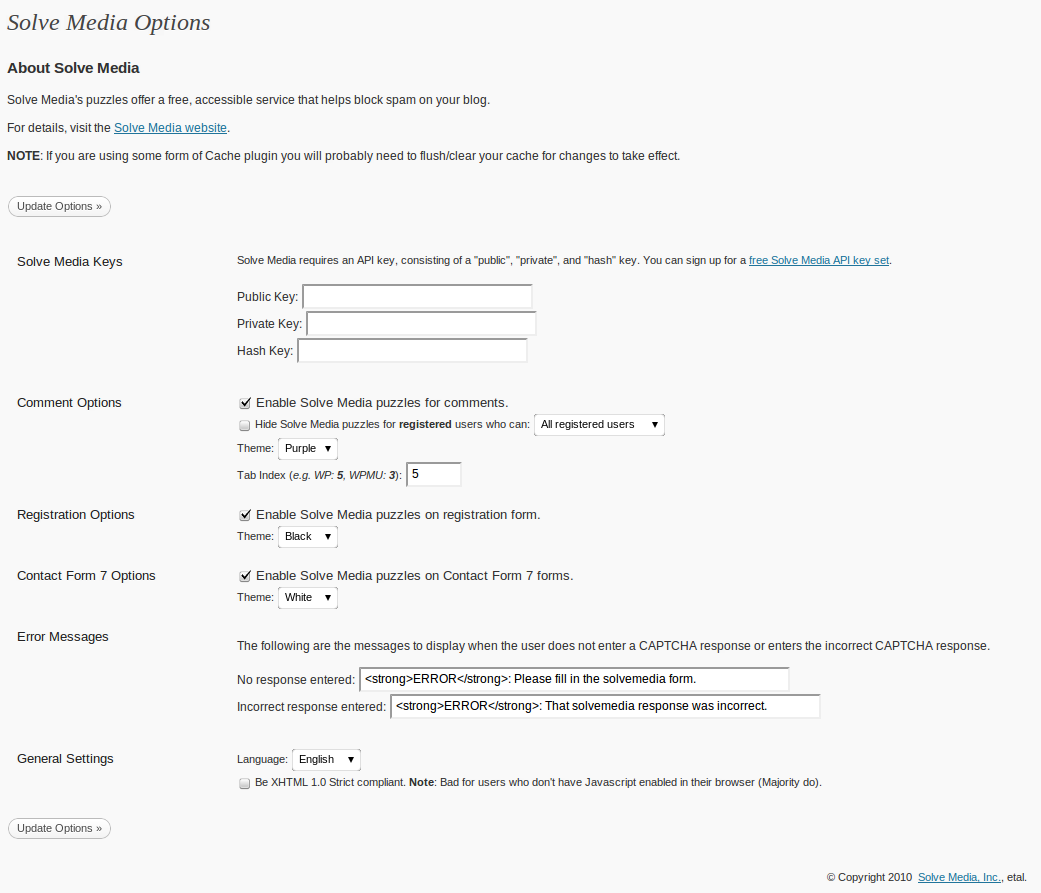 Solve Media Options
About Solve Media
Solve Media's puzzles offer a free, accessible service that helps block spam on your blog.
For details, visit the Solve Media website.
NOTE: If you are using some form of Cache plugin you will probably need to flush/clear your cache for changes to take effect.
Update Options »
Solve Media Keys
Solve Media requires an API key, consisting of a "public", "private", and "hash" key. You can sign up for a free Solve Media API key set.
Public Key:
Private Key:
Hash Key:
Comment Options
Enable Solve Media puzzles for comments.
Hide Solve Media puzzles for registered users who can: All registered users
Theme: Purple
Tab Index (e.g. WP: 5, WPMU: 3): 5
Registration Options
Enable Solve Media puzzles on registration form.
Theme: Black
Contact Form 7 Options
Enable Solve Media puzzles on Contact Form 7 forms.
Theme: White
Error Messages
The following are the messages to display when the user does not enter a CAPTCHA response or enters the incorrect CAPTCHA response.
No response entered: <strong>ERROR</strong>: Please fill in the solvemedia form.
Incorrect response entered: <strong>ERROR</strong>: That solvemedia response was incorrect.
General Settings
Language: English
Be XHTML 1.0 Strict compliant. Note: Bad for users who don't have Javascript enabled in their browser (Majority do).
Update Options »
© Copyright 2010 Solve Media, Inc., etal.